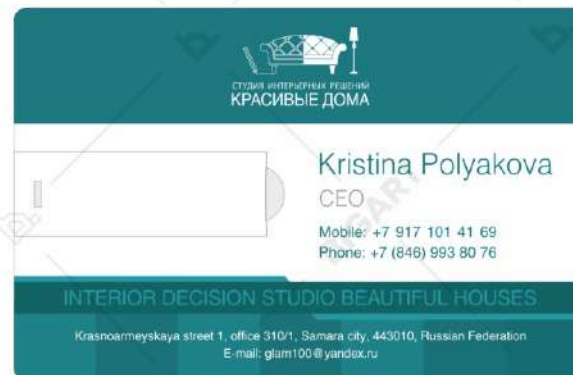 СТУДИЯ ИНТЕРЬЕРНЫХ РЕШЕНИЙ
КРАСИВЫЕ ДОМА
Kristina Polyakova
CEO
Mobile: +7 917 101 41 69
Phone: +7 (846) 993 80 76
INTERIOR DECISION STUDIO BEAUTIFUL HOUSES
Krasnoarmeyskaya street 1, office 310/1, Samara city, 443010, Russian Federation
E-mail: glam100@yandex.ru